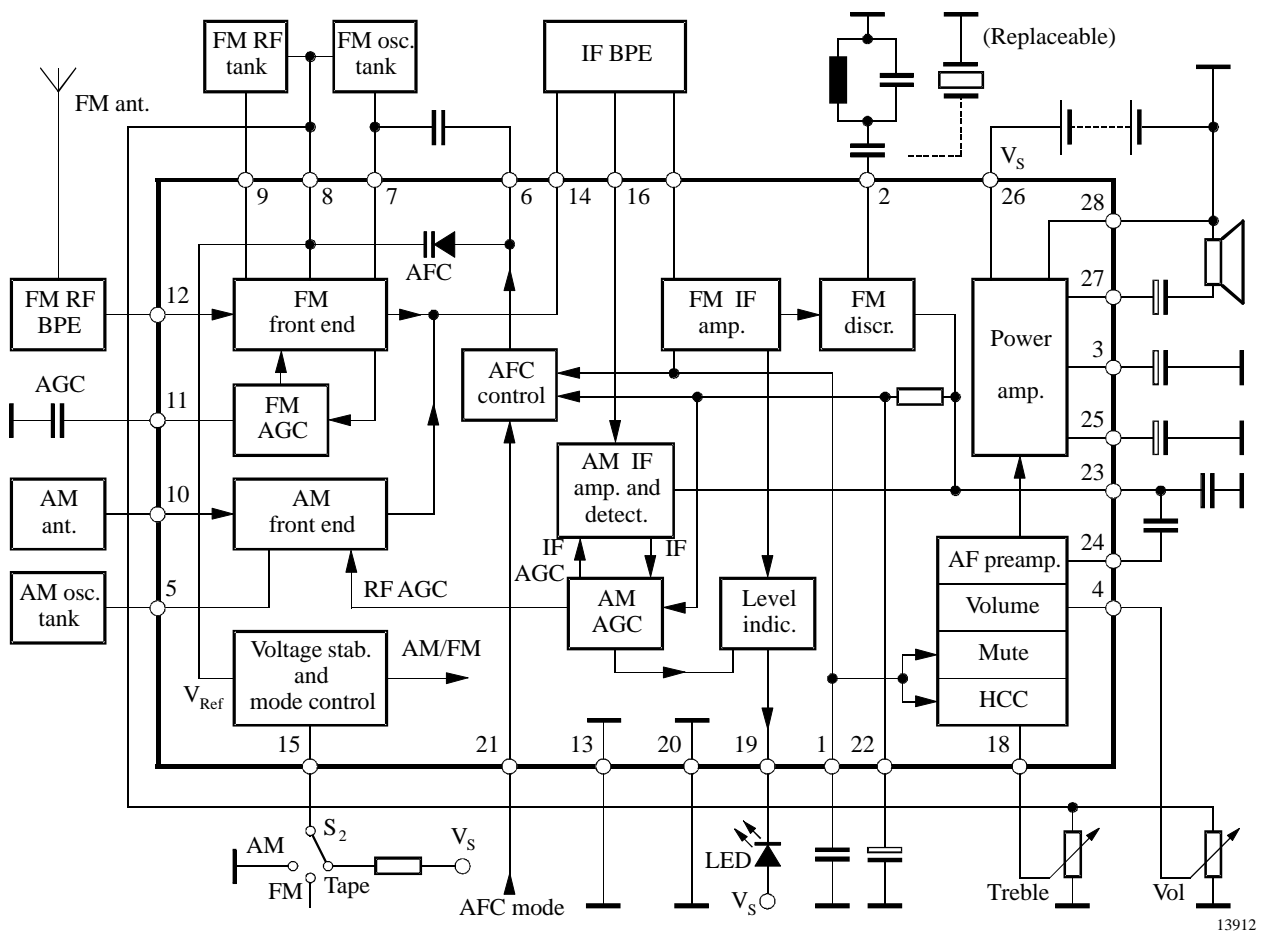 FM RF
tank
FM osc.
tank
IF BPE
(Replaceable)
FM ant.
V_S
9
8
7
6
14
16
2
26
28
AFC
FM RF
BPE
12
FM
front end
FM IF
amp.
FM
discr.
27
Power
amp.
3
AGC
11
FM
AGC
AFC
control
25
AM
ant.
10
AM
front end
AM IF
amp. and
detect.
23
IF
AGC
IF
24
AF preamp.
AM osc.
tank
5
RF AGC
AM
AGC
Level
indic.
Volume
4
Mute
HCC
Voltage stab.
and
mode control
AM/FM
V_Ref
15
21
13
20
19
1
22
18
S_2
AM
FM
Tape
V_S
AFC mode
LED
V_S
Treble
Vol
13912